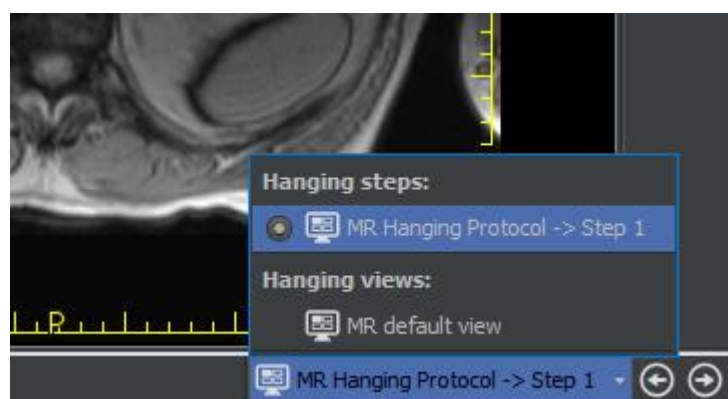 Hanging steps:
MR Hanging Protocol -> Step 1
Hanging views:
MR default view
P
MR Hanging Protocol -> Step 1